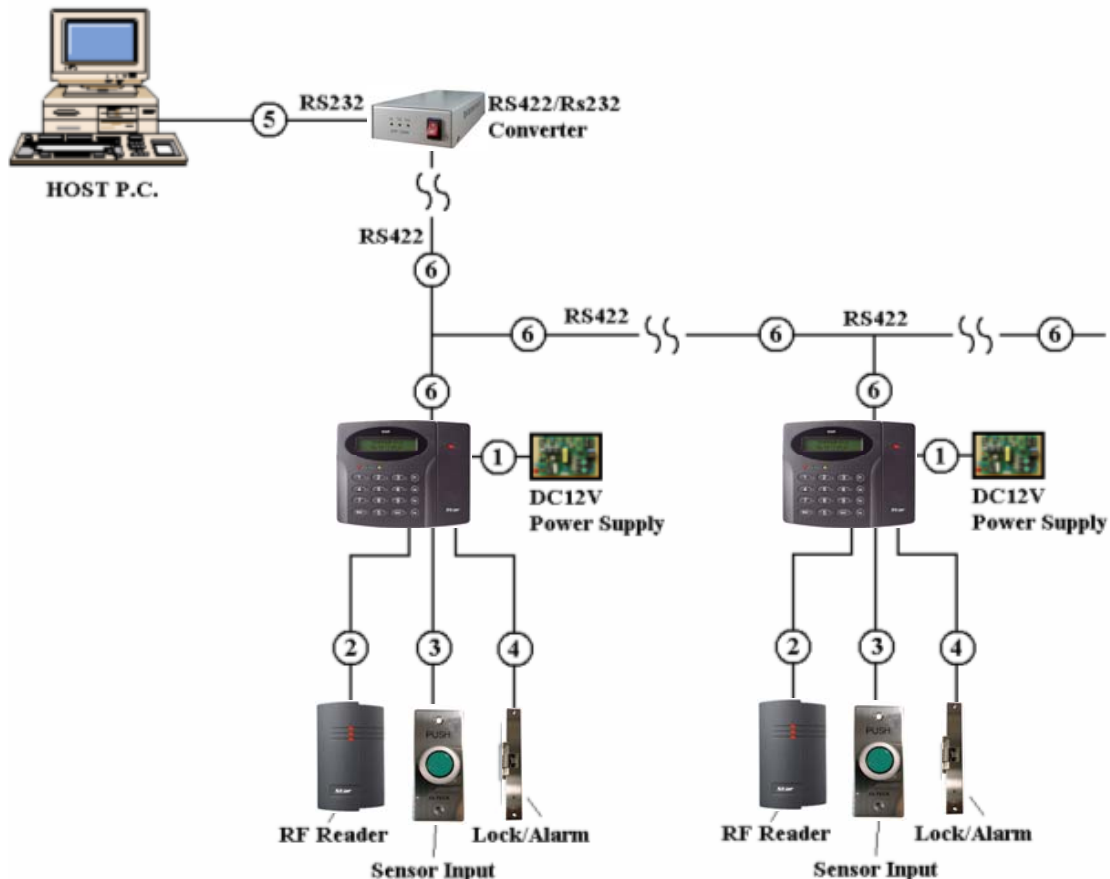 RS232
RS422/Rs232
Converter
5
HOST P.C.
RS422
6
6
RS422
6
RS422
6
6
6
1
DC12V
Power Supply
1
DC12V
Power Supply
2
3
4
2
3
4
PUSH
PUSH
RF Reader
Sensor Input
Lock/Alarm
RF Reader
Sensor Input
Lock/Alarm